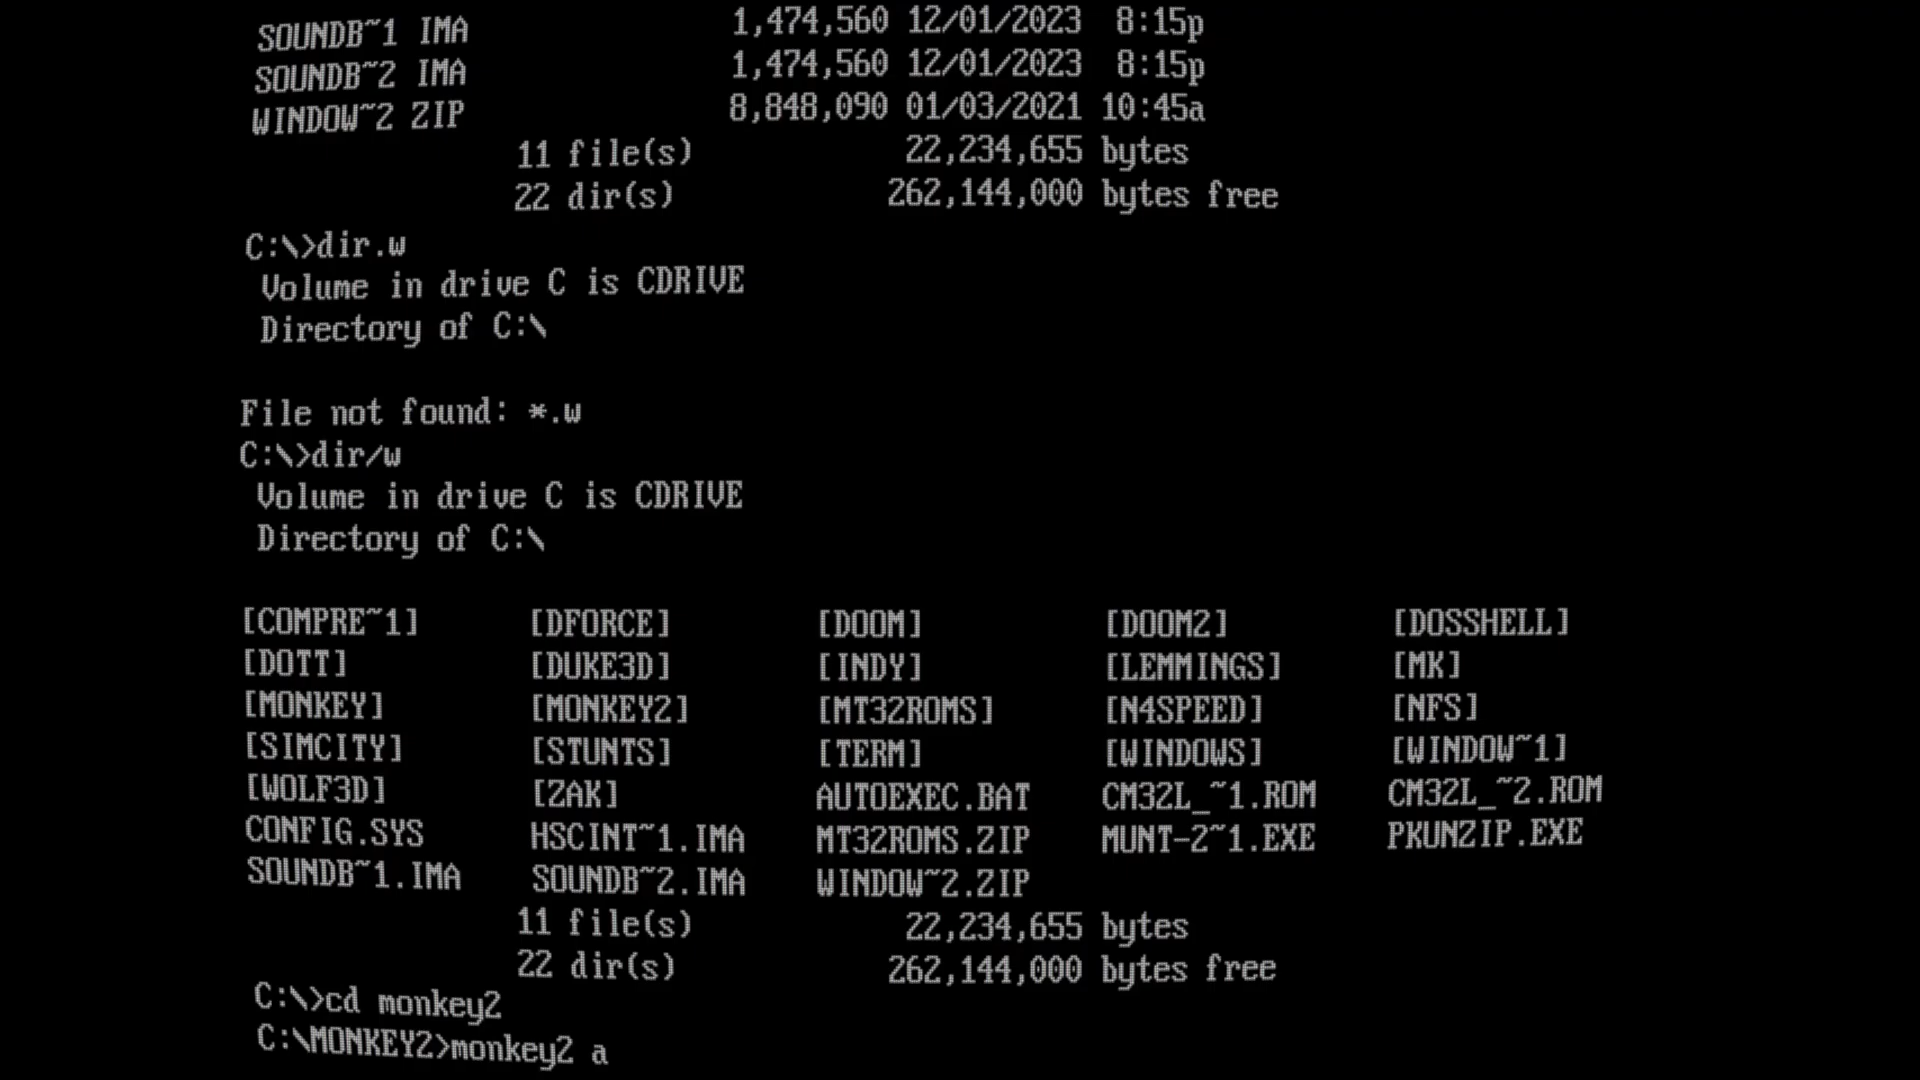 SOUNDB~1 IMA 1,474,560 12/01/2023 8:15p
SOUNDB~2 IMA 1,474,560 12/01/2023 8:15p
WINDOW~2 ZIP 8,848,090 01/03/2021 10:45a
11 file(s) 22,234,655 bytes
22 dir(s) 262,144,000 bytes free
C:\>dir.w
Volume in drive C is CDRIVE
Directory of C:\
File not found: *.w
C:\>dir/w
Volume in drive C is CDRIVE
Directory of C:\
[COMPRE~1] [DFORCE] [DOOM] [DOOM2] [DOSSHELL]
[DOTT] [DUKE3D] [INDY] [LEMMINGS] [MK]
[MONKEY] [MONKEY2] [MT32ROMS] [N4SPEED] [NFS]
[SIMCITY] [STUNTS] [TERM] [WINDOWS] [WINDOW~1]
[WOLF3D] [ZAK] AUTOEXEC.BAT CM32L_~1.ROM CM32L_~2.ROM
CONFIG.SYS HSCINT~1.IMA MT32ROMS.ZIP MUNT-2~1.EXE PKUNZIP.EXE
SOUNDB~1.IMA SOUNDB~2.IMA WINDOW~2.ZIP
11 file(s) 22,234,655 bytes
22 dir(s) 262,144,000 bytes free
C:\>cd monkey2
C:\MONKEY2>monkey2 a